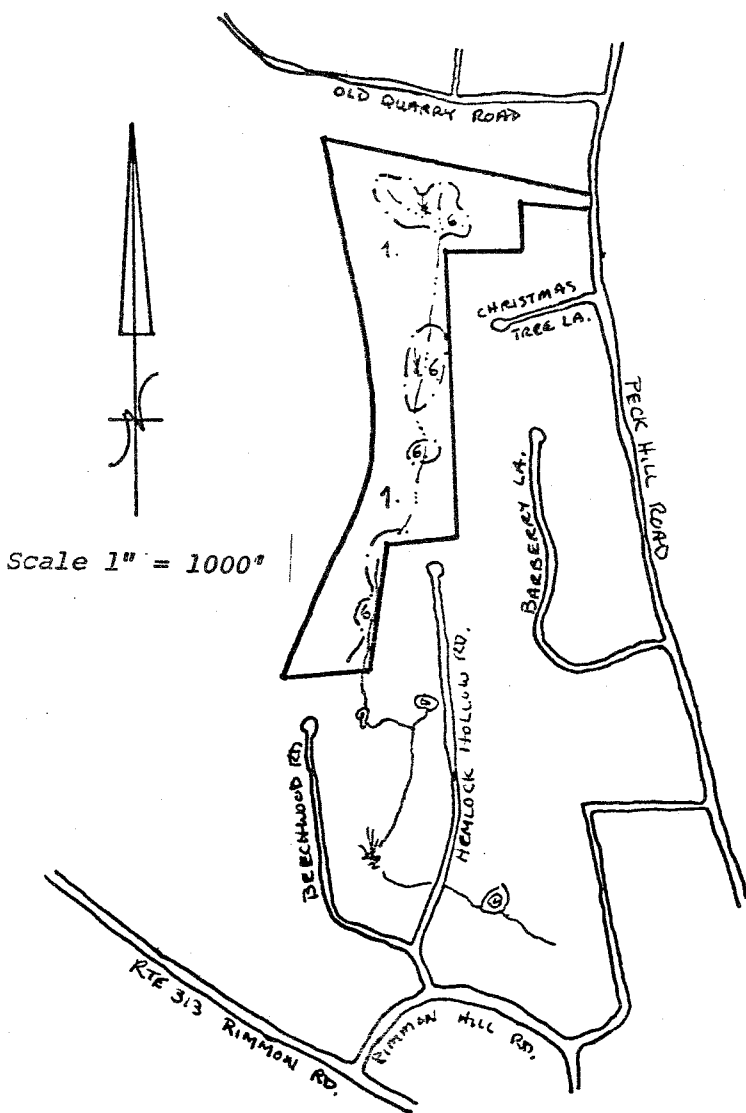 OLD QUARRY ROAD
6
1.
CHRISTMAS
TREE LA.
6
PECK HILL ROAD
6
1.
BARBERRY LA.
Scale 1" = 1000"
6
HEMLOCK HOLLOW RD.
BEECHWOOD RD
RTE 313 RIMMON RD.
RIMMON HILL RD.